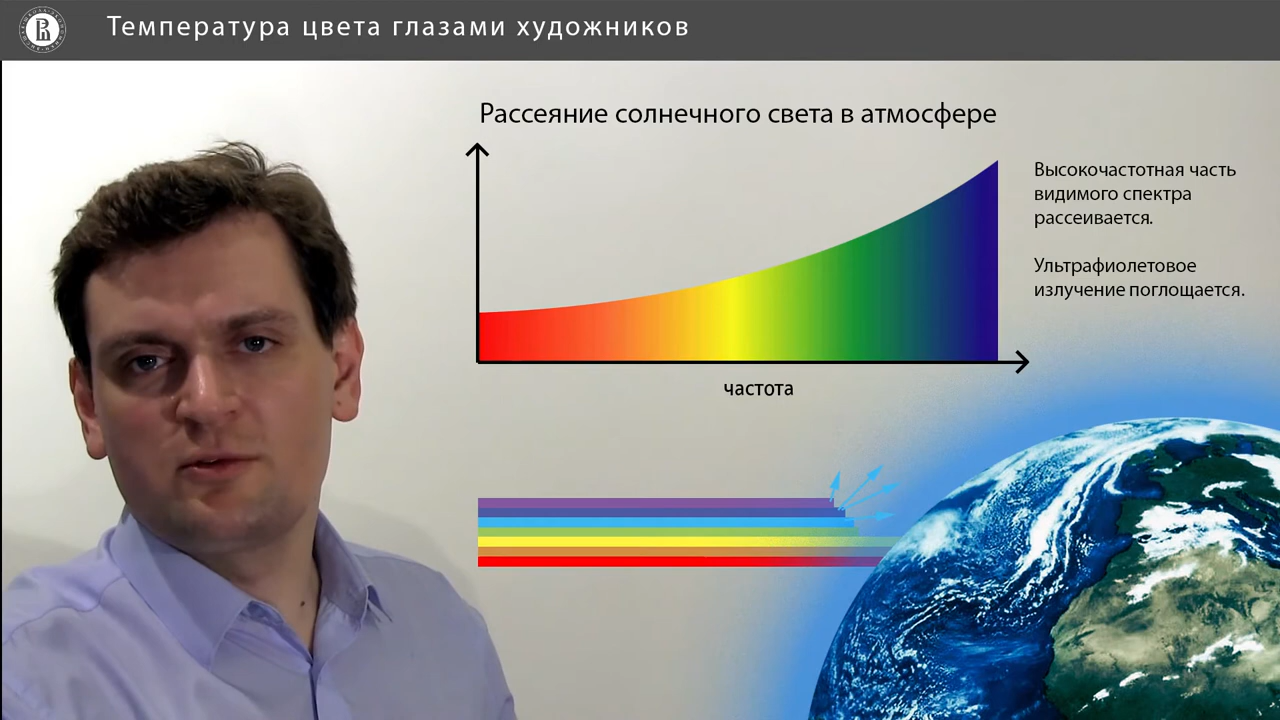 Температура цвета глазами художников
Рассеяние солнечного света в атмосфере
Высокочастотная часть
видимого спектра
рассеивается.
Ультрафиолетовое
излучение поглощается.
частота